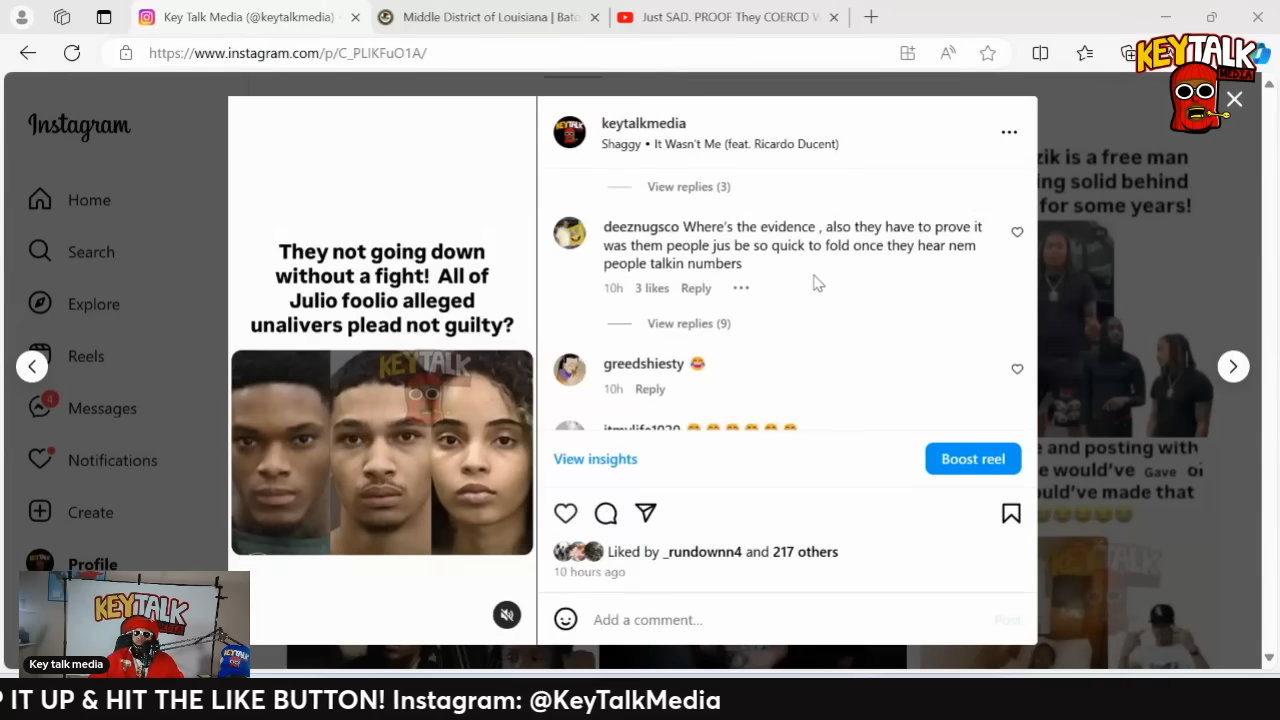 Key Talk Media (@keytalkmedia)
Middle District of Louisiana | Bato
Just SAD. PROOF They COERCD W
https://www.instagram.com/p/C_PLIKFuO1A/
KEYTALK
MEDIA
Instagram
Home
Search
Explore
Reels
4
Messages
Notifications
Create
Profile
They not going down
without a fight! All of
Julio foolio alleged
unalivers plead not guilty?
KEYTALK
keytalkmedia
Shaggy • It Wasn't Me (feat. Ricardo Ducent)
View replies (3)
deeznugsco Where's the evidence , also they have to prove it
was them people jus be so quick to fold once they hear nem
people talkin numbers
10h 3 likes Reply
View replies (9)
greedshiesty 😂
10h Reply
itmylife1020 😂 😂 😂 😂 😂 😂
View insights
Boost reel
Liked by _rundownn4 and 217 others
10 hours ago
Add a comment...
Post
zik is a free man
ing solid behind
for some years!
e and posting with
e would've Gave oi
ould've made that
KEYTALK
Key talk media
P IT UP & HIT THE LIKE BUTTON! Instagram: @KeyTalkMedia